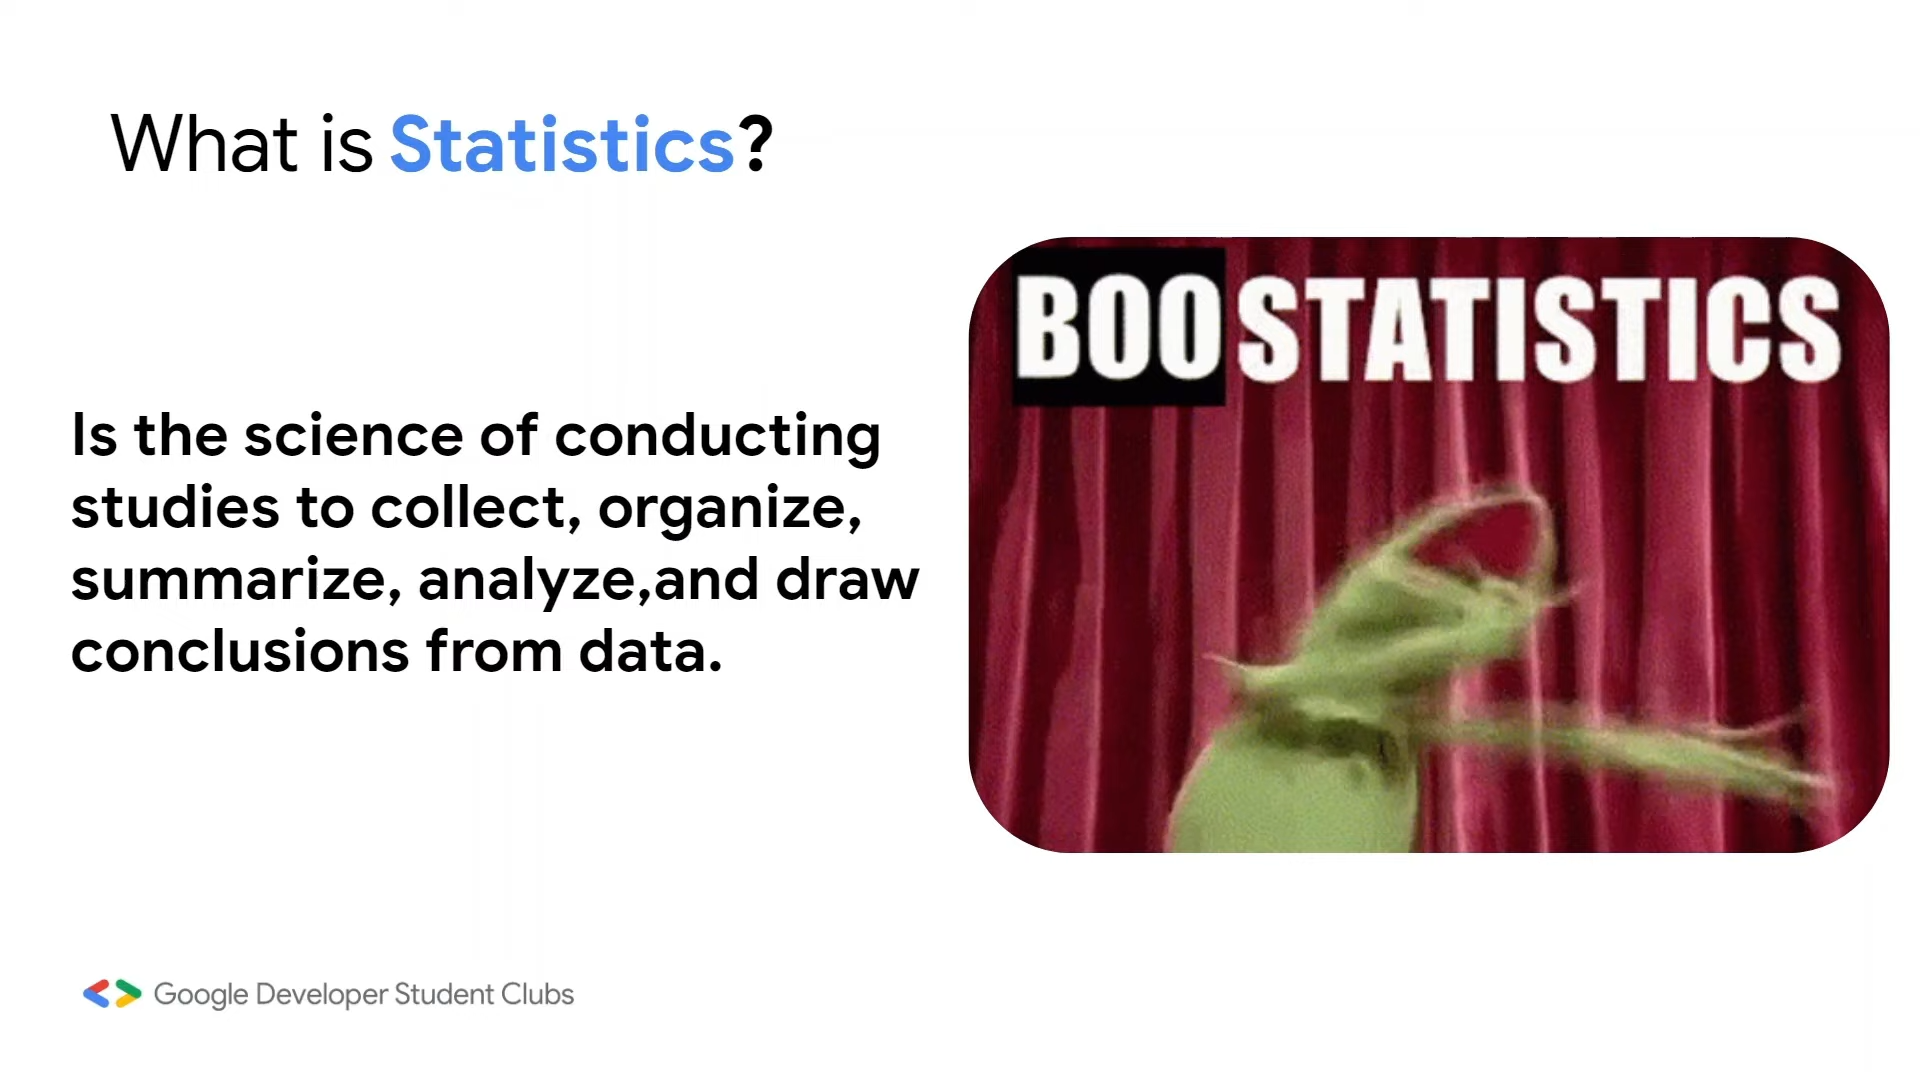 What is Statistics?
BOO STATISTICS
Is the science of conducting
studies to collect, organize,
summarize, analyze,and draw
conclusions from data.
Google Developer Student Clubs